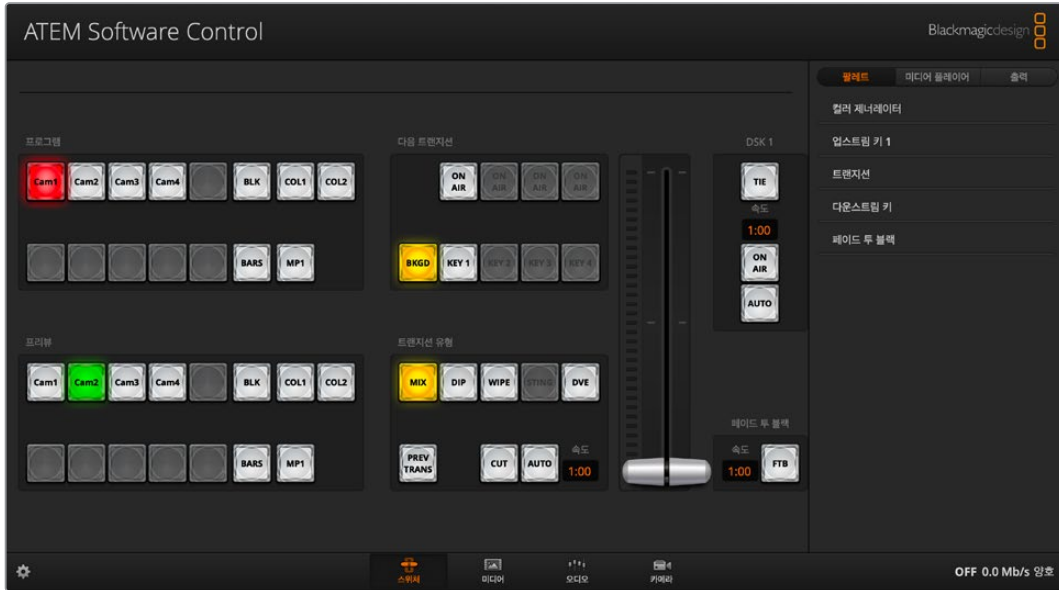 ATEM Software Control
Blackmagicdesign
팔레트 미디어 플레이어 출력
컬러 제너레이터
업스트림 키 1
트랜지션
다운스트림 키
페이드 투 블랙
프로그램
Cam1 Cam2 Cam3 Cam4 BLK COL1 COL2
BARS MP1
다음 트랜지션
ON AIR ON AIR ON AIR ON AIR
BKGD KEY 1 KEY 2 KEY 3 KEY 4
DSK 1
TIE
속도
1:00
ON AIR
AUTO
프리뷰
Cam1 Cam2 Cam3 Cam4 BLK COL1 COL2
BARS MP1
트랜지션 유형
MIX DIP WIPE STING DVE
PREV TRANS CUT AUTO
속도
1:00
페이드 투 블랙
속도
1:00 FTB
스위처 미디어 오디오 카메라
OFF 0.0 Mb/s 양호